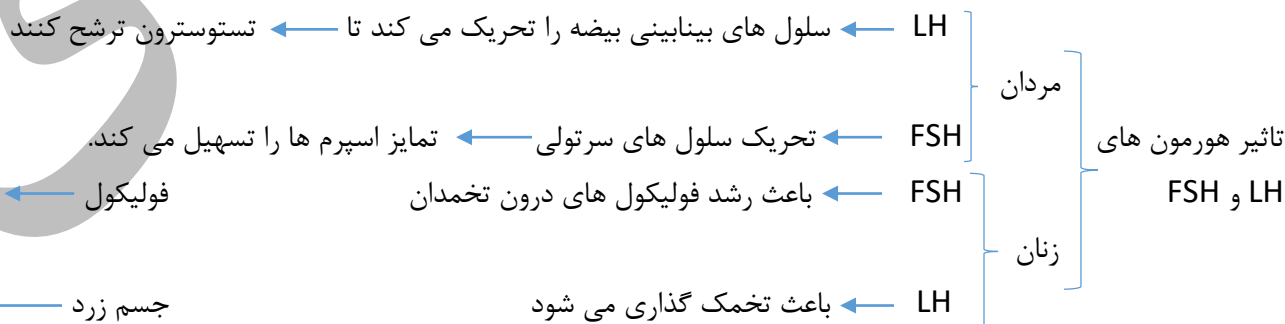 LH سلول های بینابینی بیضه را تحریک می کند تا تستوسترون ترشح کنند
مردان
تاثیر هورمون های FSH تحریک سلول های سرتولی تمایز اسپرم ها را تسهیل می کند.
LH و FSH FSH باعث رشد فولیکول های درون تخمدان فولیکول
زنان
LH باعث تخمک گذاری می شود جسم زرد